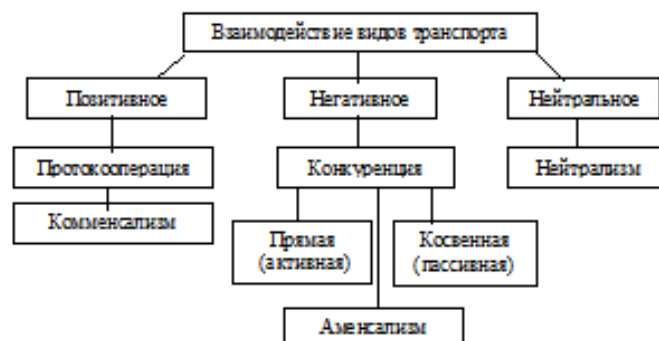 Взаимодействие видов транспорта
Позитивное
Негативное
Нейтральное
Протокооперация
Конкуренция
Нейтрализм
Комменсализм
Прямая
(активная)
Косвенная
(пассивная)
Аменсализм